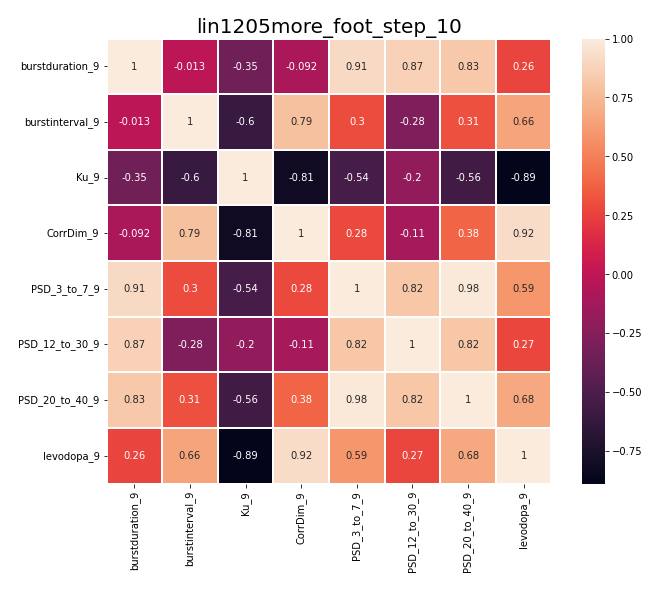 lin1205more_foot_step_10
burstduration_9 1 -0.013 -0.35 -0.092 0.91 0.87 0.83 0.26
burstinterval_9 -0.013 1 -0.6 0.79 0.3 -0.28 0.31 0.66
Ku_9 -0.35 -0.6 1 -0.81 -0.54 -0.2 -0.56 -0.89
CorrDim_9 -0.092 0.79 -0.81 1 0.28 -0.11 0.38 0.92
PSD_3_to_7_9 0.91 0.3 -0.54 0.28 1 0.82 0.98 0.59
PSD_12_to_30_9 0.87 -0.28 -0.2 -0.11 0.82 1 0.82 0.27
PSD_20_to_40_9 0.83 0.31 -0.56 0.38 0.98 0.82 1 0.68
levodopa_9 0.26 0.66 -0.89 0.92 0.59 0.27 0.68 1
burstduration_9
burstinterval_9
Ku_9
CorrDim_9
PSD_3_to_7_9
PSD_12_to_30_9
PSD_20_to_40_9
levodopa_9
1.00
0.75
0.50
0.25
0.00
−0.25
−0.50
−0.75